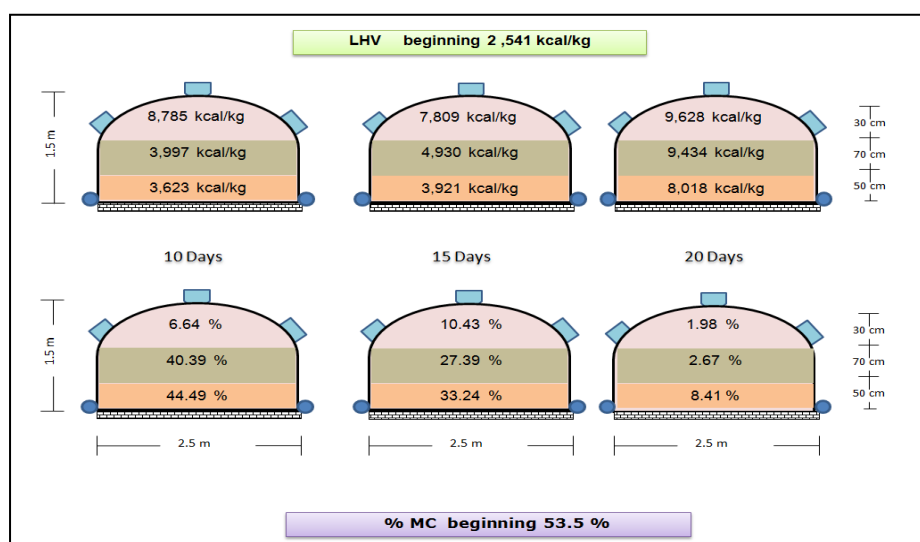 LHV beginning 2 ,541 kcal/kg
1.5 m
8,785 kcal/kg
3,997 kcal/kg
3,623 kcal/kg
7,809 kcal/kg
4,930 kcal/kg
3,921 kcal/kg
9,628 kcal/kg
9,434 kcal/kg
8,018 kcal/kg
30 cm
70 cm
50 cm
10 Days
15 Days
20 Days
1.5 m
6.64 %
40.39 %
44.49 %
10.43 %
27.39 %
33.24 %
1.98 %
2.67 %
8.41 %
30 cm
70 cm
50 cm
2.5 m
2.5 m
2.5 m
% MC beginning 53.5 %